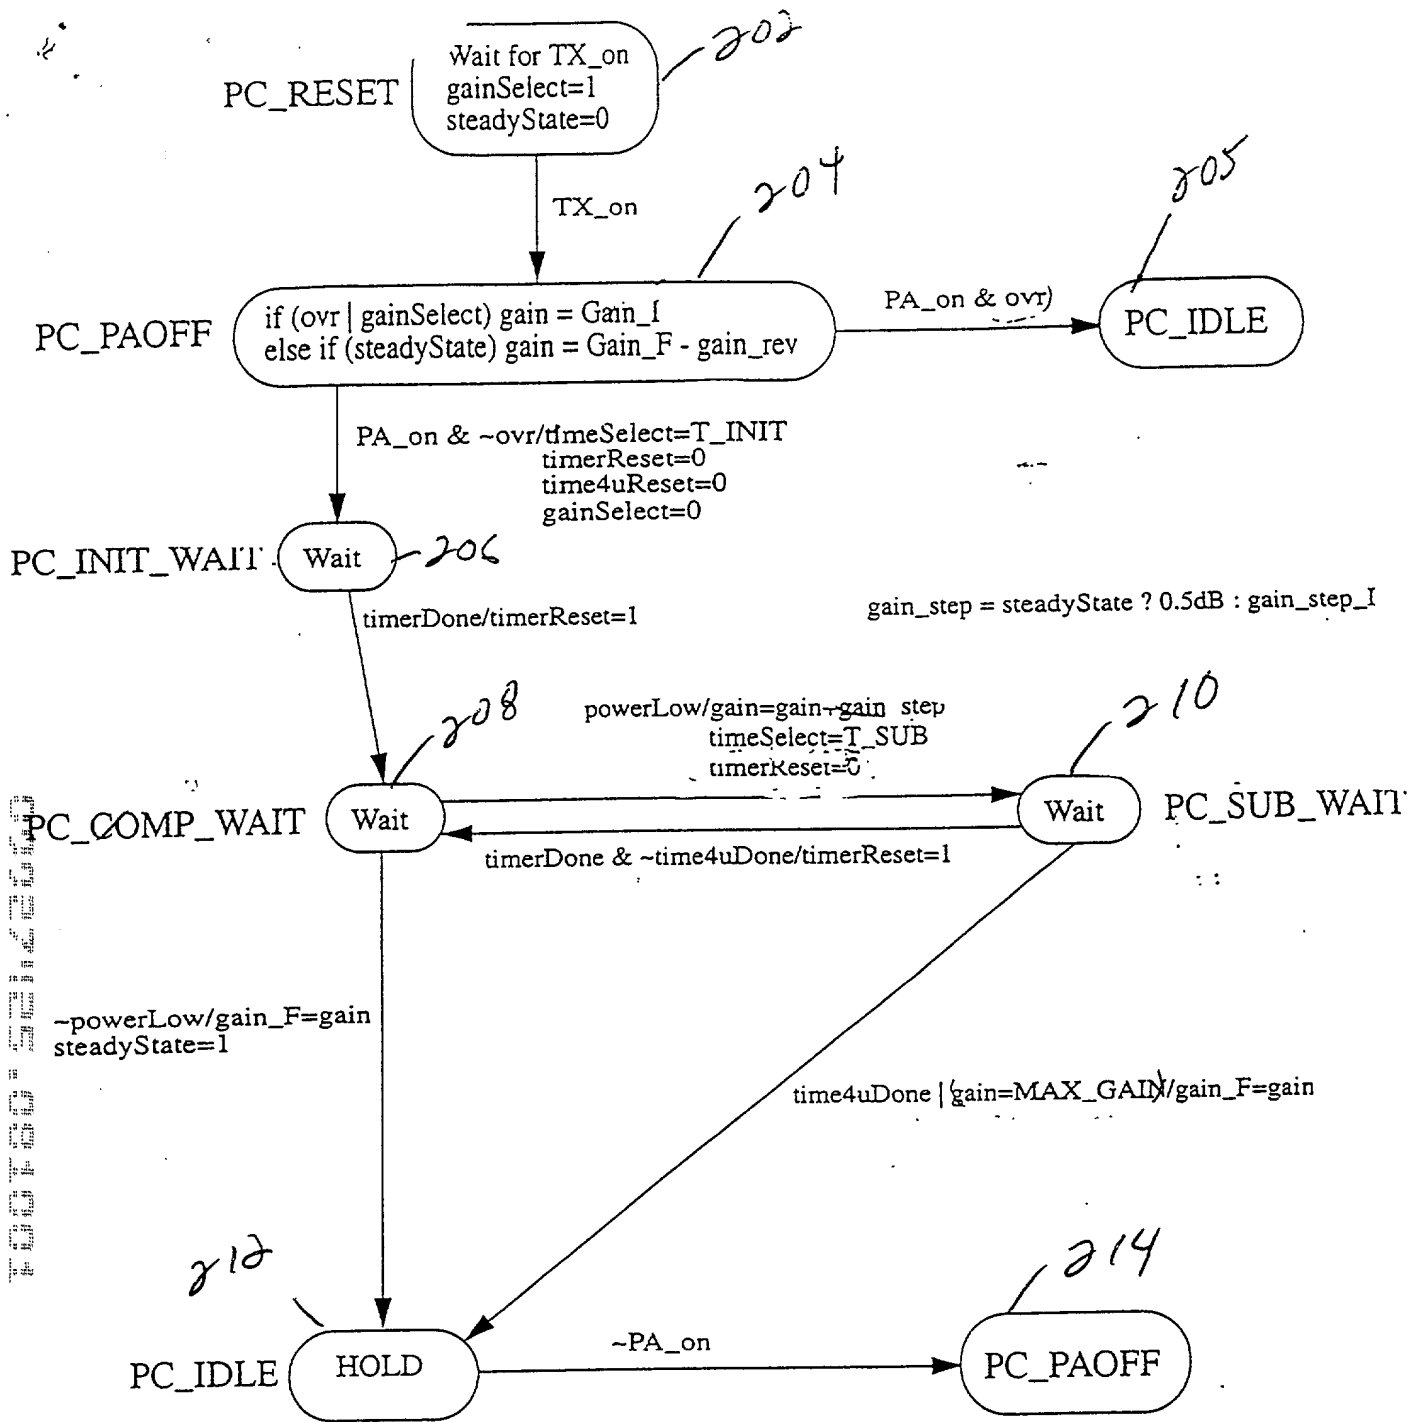 202
Wait for TX_on
PC_RESET
gainSelect=1
steadyState=0
204
205
TX_on
PA_on & ovr)
if (ovr | gainSelect) gain = Gain_I
PC_PAOFF
PC_IDLE
else if (steadyState) gain = Gain_F - gain_rev
PA_on & ~ovr/timeSelect=T_INIT
timerReset=0
time4uReset=0
gainSelect=0
PC_INIT_WAIT
Wait
206
timerDone/timerReset=1
gain_step = steadyState ? 0.5dB : gain_step_I
208
210
powerLow/gain=gain-gain_step
timeSelect=T_SUB
timerReset=0
PC_COMP_WAIT
Wait
Wait
PC_SUB_WAIT
timerDone & ~time4uDone/timerReset=1
~powerLow/gain_F=gain
steadyState=1
time4uDone | (gain=MAX_GAIN)/gain_F=gain
212
214
~PA_on
PC_IDLE
HOLD
PC_PAOFF